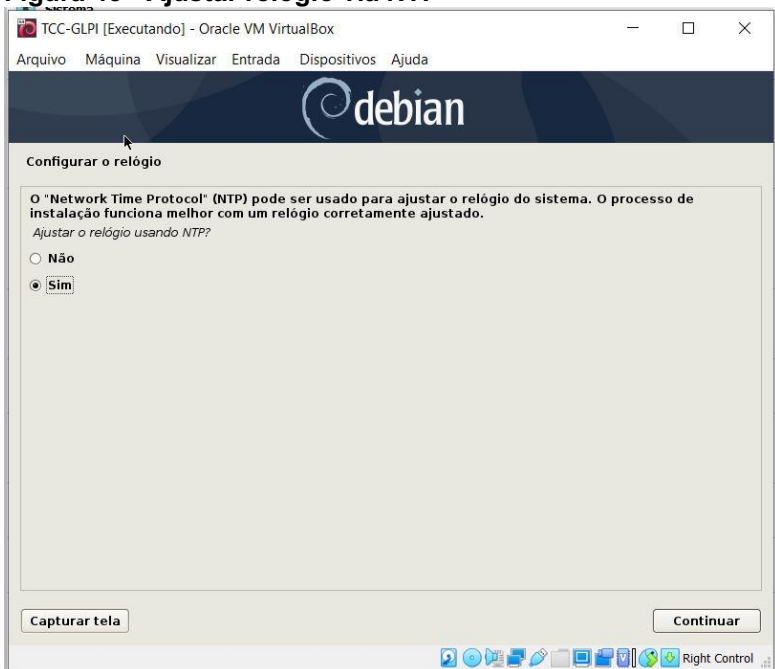 Sistema
TCC-GLPI [Executando] - Oracle VM VirtualBox
Arquivo Máquina Visualizar Entrada Dispositivos Ajuda
debian
Configurar o relógio
O "Network Time Protocol" (NTP) pode ser usado para ajustar o relógio do sistema. O processo de
instalação funciona melhor com um relógio corretamente ajustado.
Ajustar o relógio usando NTP?
Não
Sim
Capturar tela
Continuar
Right Control